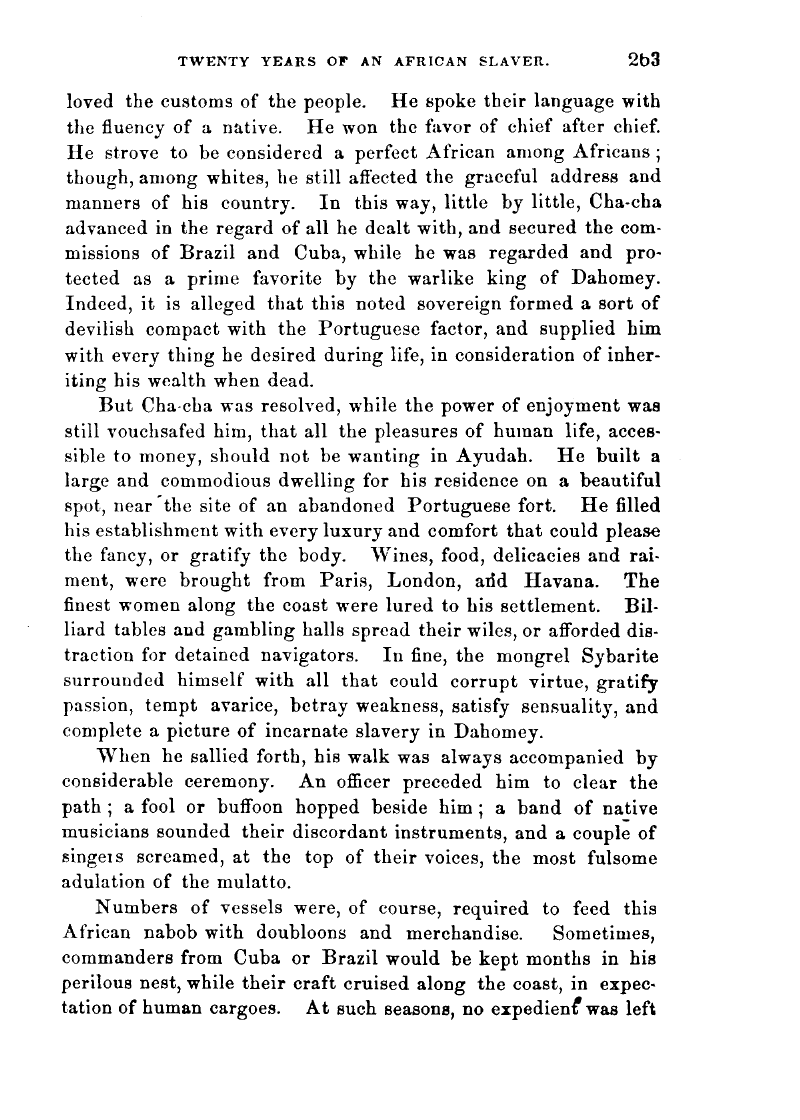 TWENTY YEARS OF AN AFRICAN SLAVER. 2b3
loved the customs of the people. He spoke their language with
the fluency of a native. He won the favor of chief after chief.
He strove to be considered a perfect African among Africans ;
though, among whites, he still affected the graceful address and
manners of his country. In this way, little by little, Cha-cha
advanced in the regard of all he dealt with, and secured the com-
missions of Brazil and Cuba, while he was regarded and pro-
tected as a prime favorite by the warlike king of Dahomey.
Indeed, it is alleged that this noted sovereign formed a sort of
devilish compact with the Portuguese factor, and supplied him
with every thing he desired during life, in consideration of inher-
iting his wealth when dead.
But Cha-cha was resolved, while the power of enjoyment was
still vouchsafed him, that all the pleasures of human life, acces-
sible to money, should not be wanting in Ayudah. He built a
large and commodious dwelling for his residence on a beautiful
spot, near the site of an abandoned Portuguese fort. He filled
his establishment with every luxury and comfort that could please
the fancy, or gratify the body. Wines, food, delicacies and rai-
ment, were brought from Paris, London, and Havana. The
finest women along the coast were lured to his settlement. Bil-
liard tables and gambling halls spread their wiles, or afforded dis-
traction for detained navigators. In fine, the mongrel Sybarite
surrounded himself with all that could corrupt virtue, gratify
passion, tempt avarice, betray weakness, satisfy sensuality, and
complete a picture of incarnate slavery in Dahomey.
When he sallied forth, his walk was always accompanied by
considerable ceremony. An officer preceded him to clear the
path ; a fool or buffoon hopped beside him ; a band of native
musicians sounded their discordant instruments, and a couple of
singers screamed, at the top of their voices, the most fulsome
adulation of the mulatto.
Numbers of vessels were, of course, required to feed this
African nabob with doubloons and merchandise. Sometimes,
commanders from Cuba or Brazil would be kept months in his
perilous nest, while their craft cruised along the coast, in expec-
tation of human cargoes. At such seasons, no expedient was left